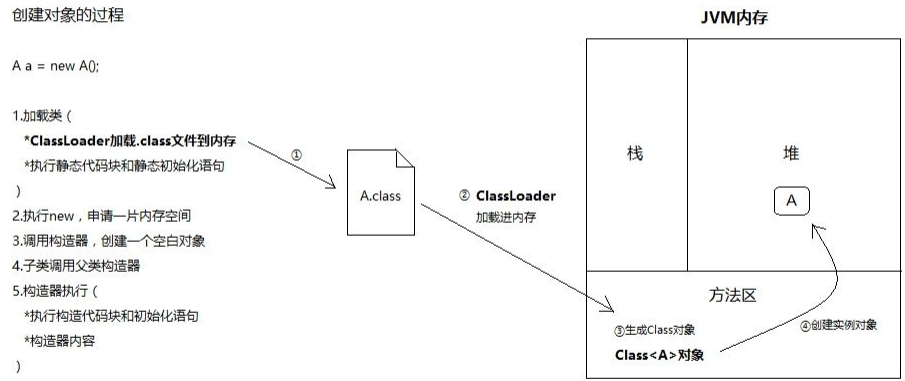 创建对象的过程
A a = new A();
1.加载类（
*ClassLoader加载.class文件到内存
*执行静态代码块和静态初始化语句
）
2.执行new，申请一片内存空间
3.调用构造器，创建一个空白对象
4.子类调用父类构造器
5.构造器执行（
*执行构造代码块和初始化语句
*构造器内容
）
①
A.class
② ClassLoader
加载进内存
JVM内存
栈
堆
A
方法区
③生成Class对象
Class<A>对象
④创建实例对象